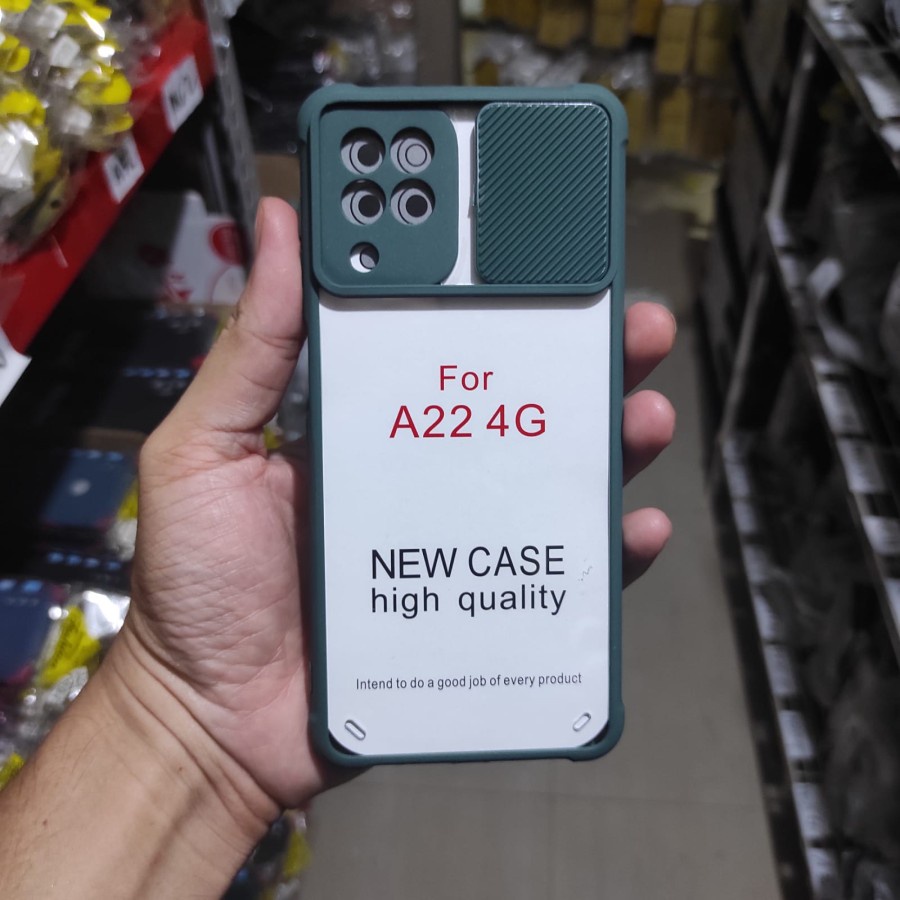 For
A22 4G
NEW CASE
high quality
Intend to do a good job of every product